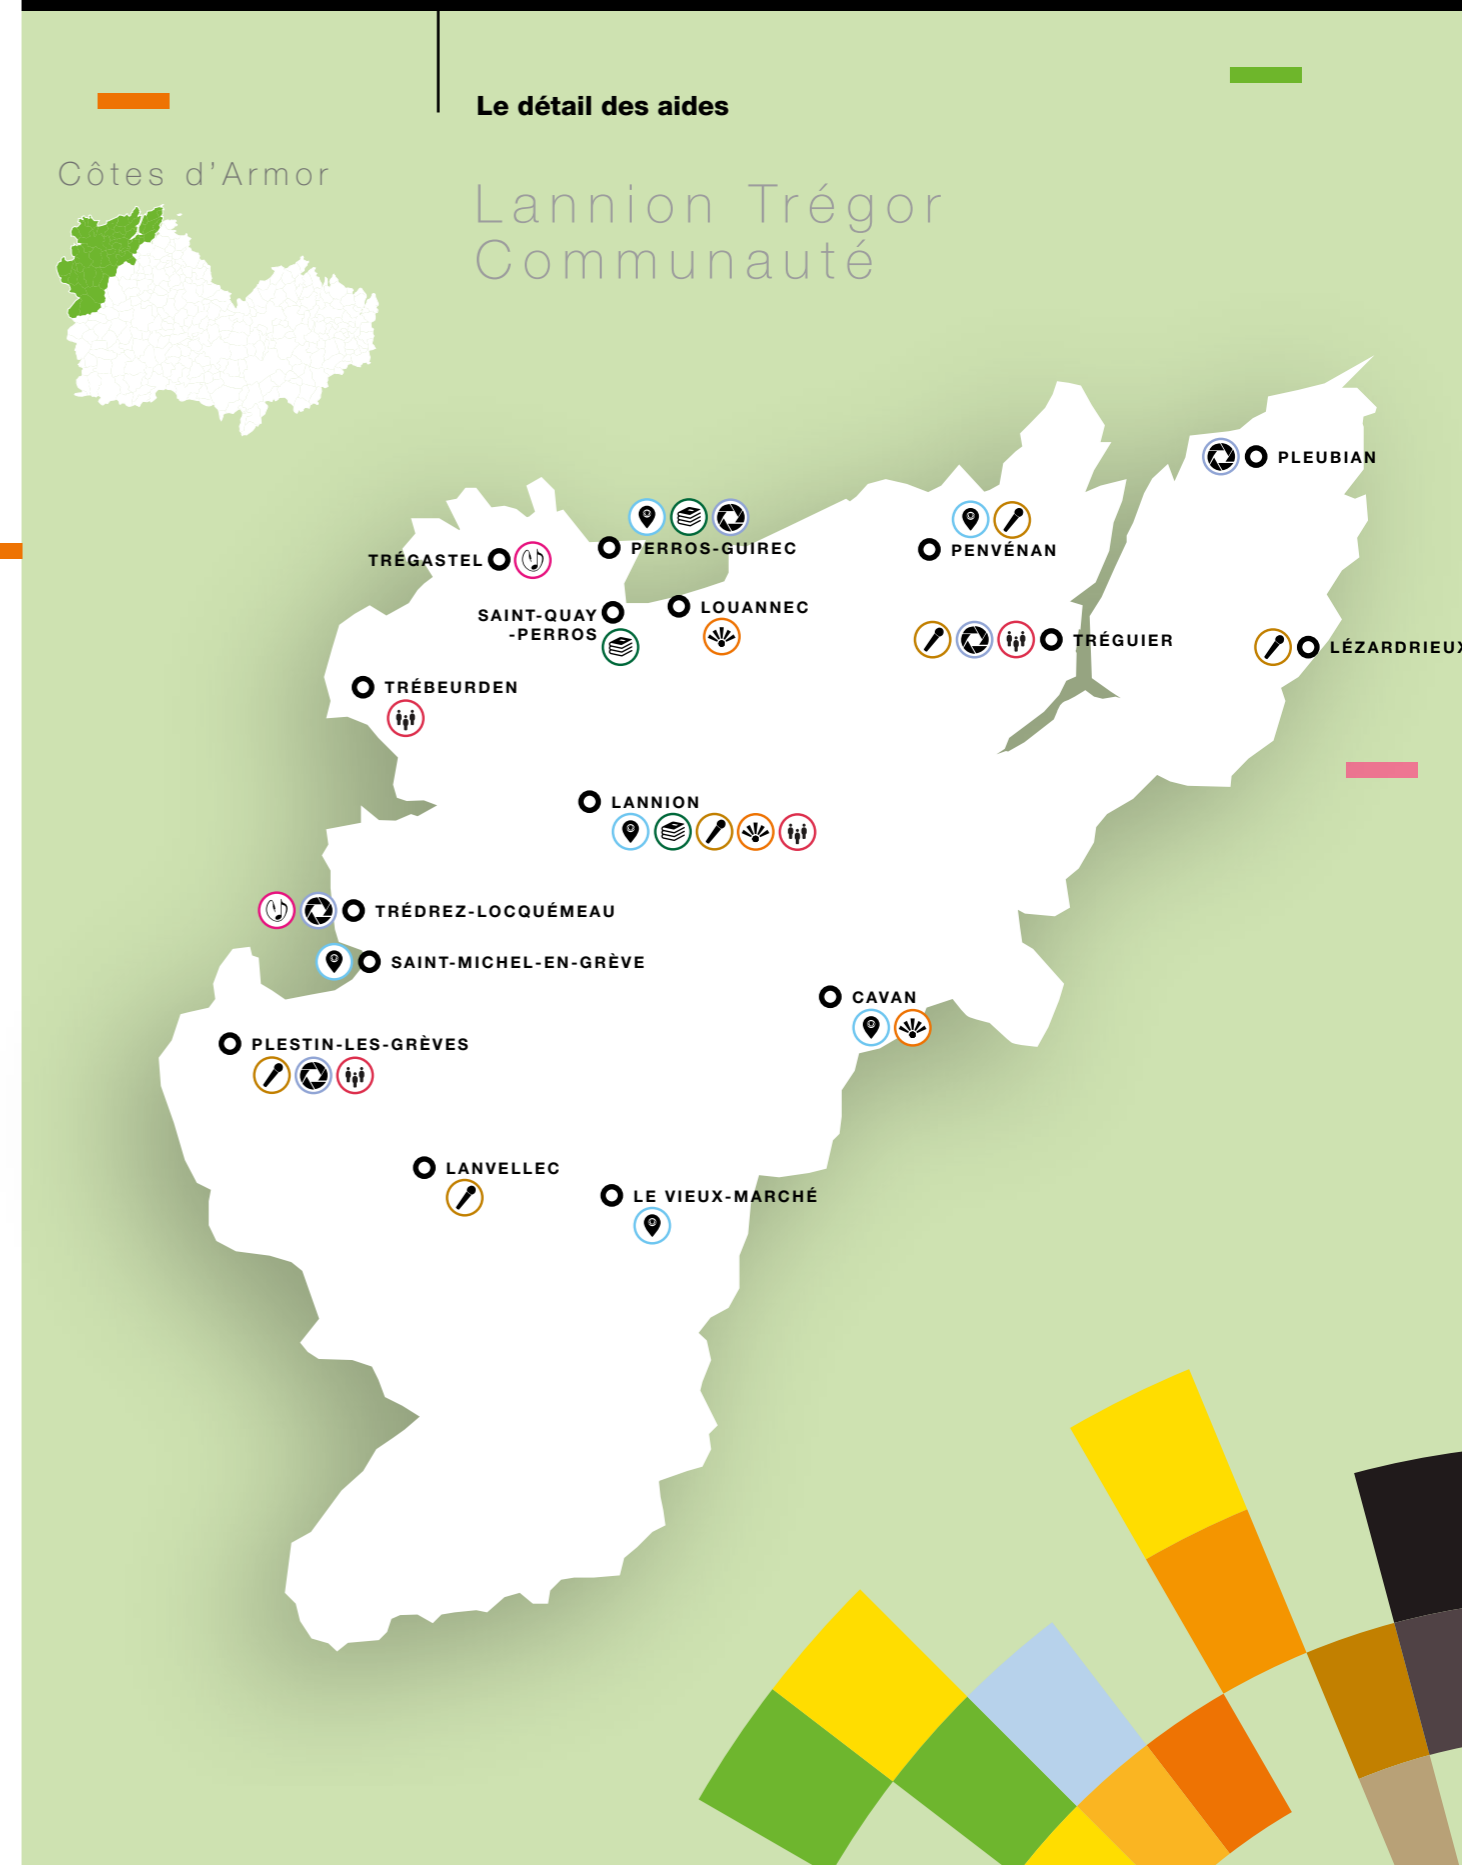 Le détail des aides
Côtes d'Armor
Lannion Trégor
Communauté
PLEUBIAN
PERROS-GUIREC
PENVÉNAN
TRÉGASTEL
SAINT-QUAY
-PERROS
LOUANNEC
TRÉGUIER
LÉZARDRIEUX
TRÉBEURDEN
LANNION
TRÉDREZ-LOCQUÉMEAU
SAINT-MICHEL-EN-GRÈVE
CAVAN
PLESTIN-LES-GRÈVES
LANVELLEC
LE VIEUX-MARCHÉ